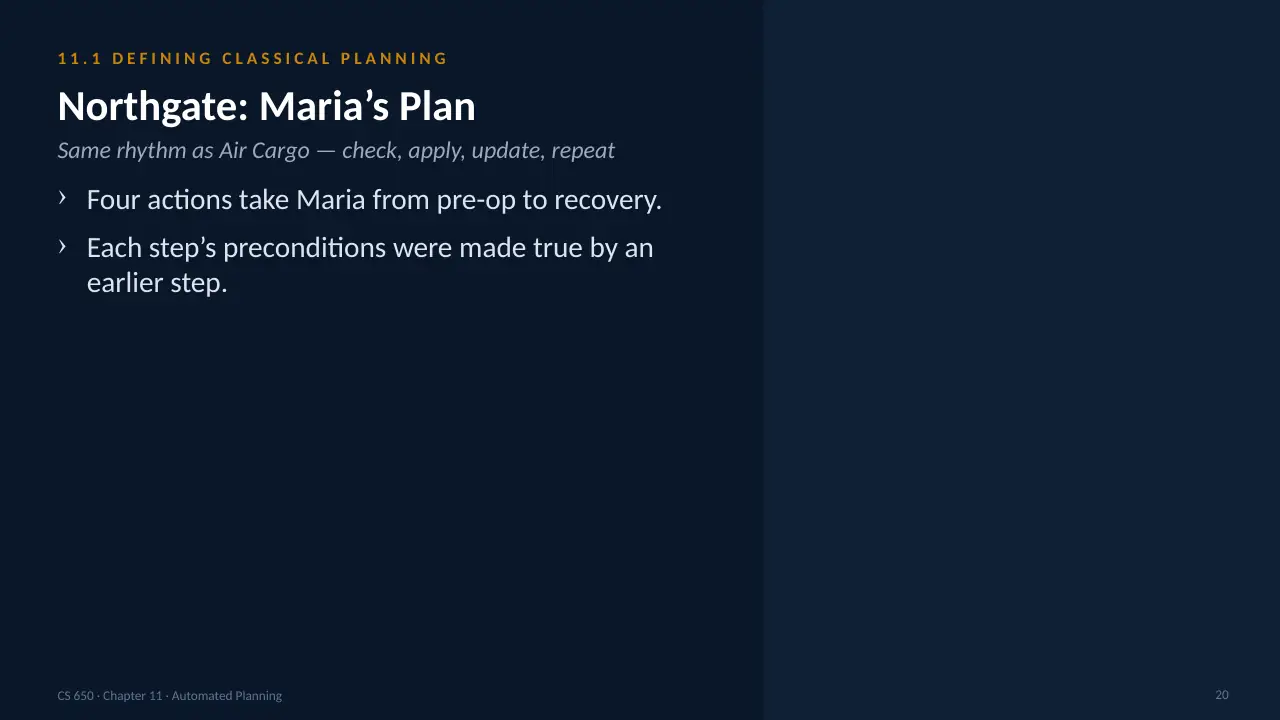 11.1 DEFINING CLASSICAL PLANNING
Northgate: Maria’s Plan
Same rhythm as Air Cargo — check, apply, update, repeat
› Four actions take Maria from pre-op to recovery.
› Each step’s preconditions were made true by an
earlier step.
CS 650 · Chapter 11 · Automated Planning
20